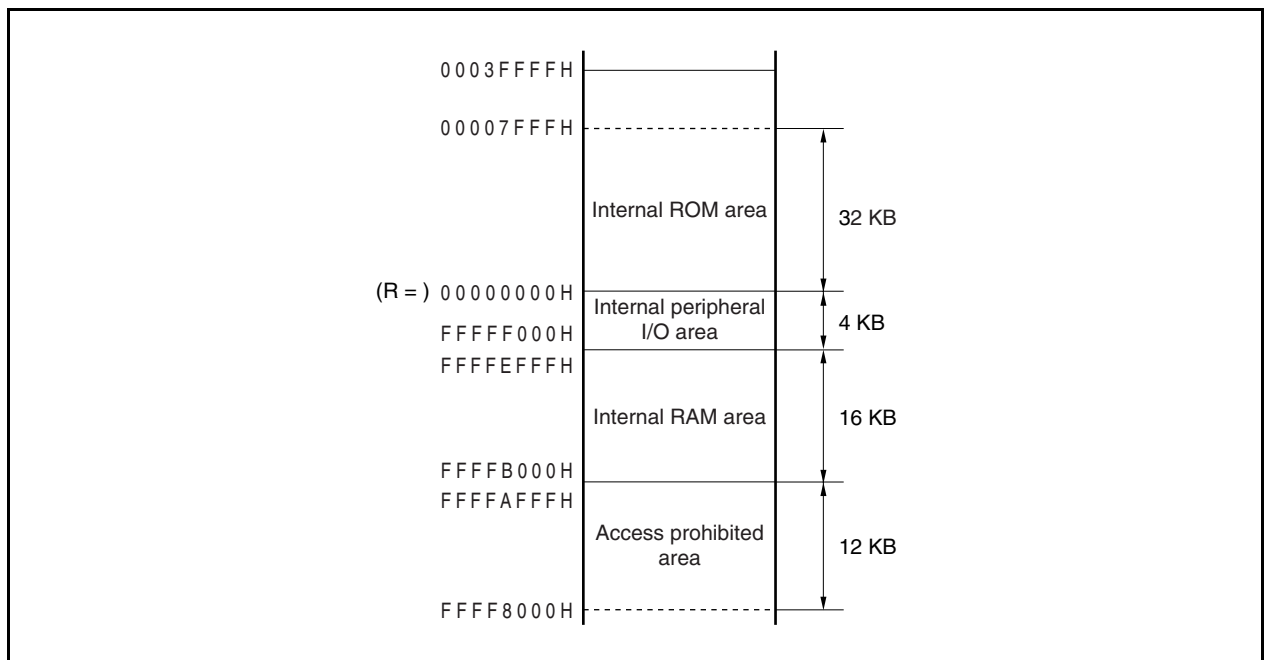 0003FFFFH
00007FFFH
Internal ROM area
32 KB
(R = ) 00000000H
Internal peripheral
I/O area
4 KB
FFFFF000H
FFFFEFFFH
Internal RAM area
16 KB
FFFFB000H
FFFFAFFFH
Access prohibited
area
12 KB
FFFF8000H